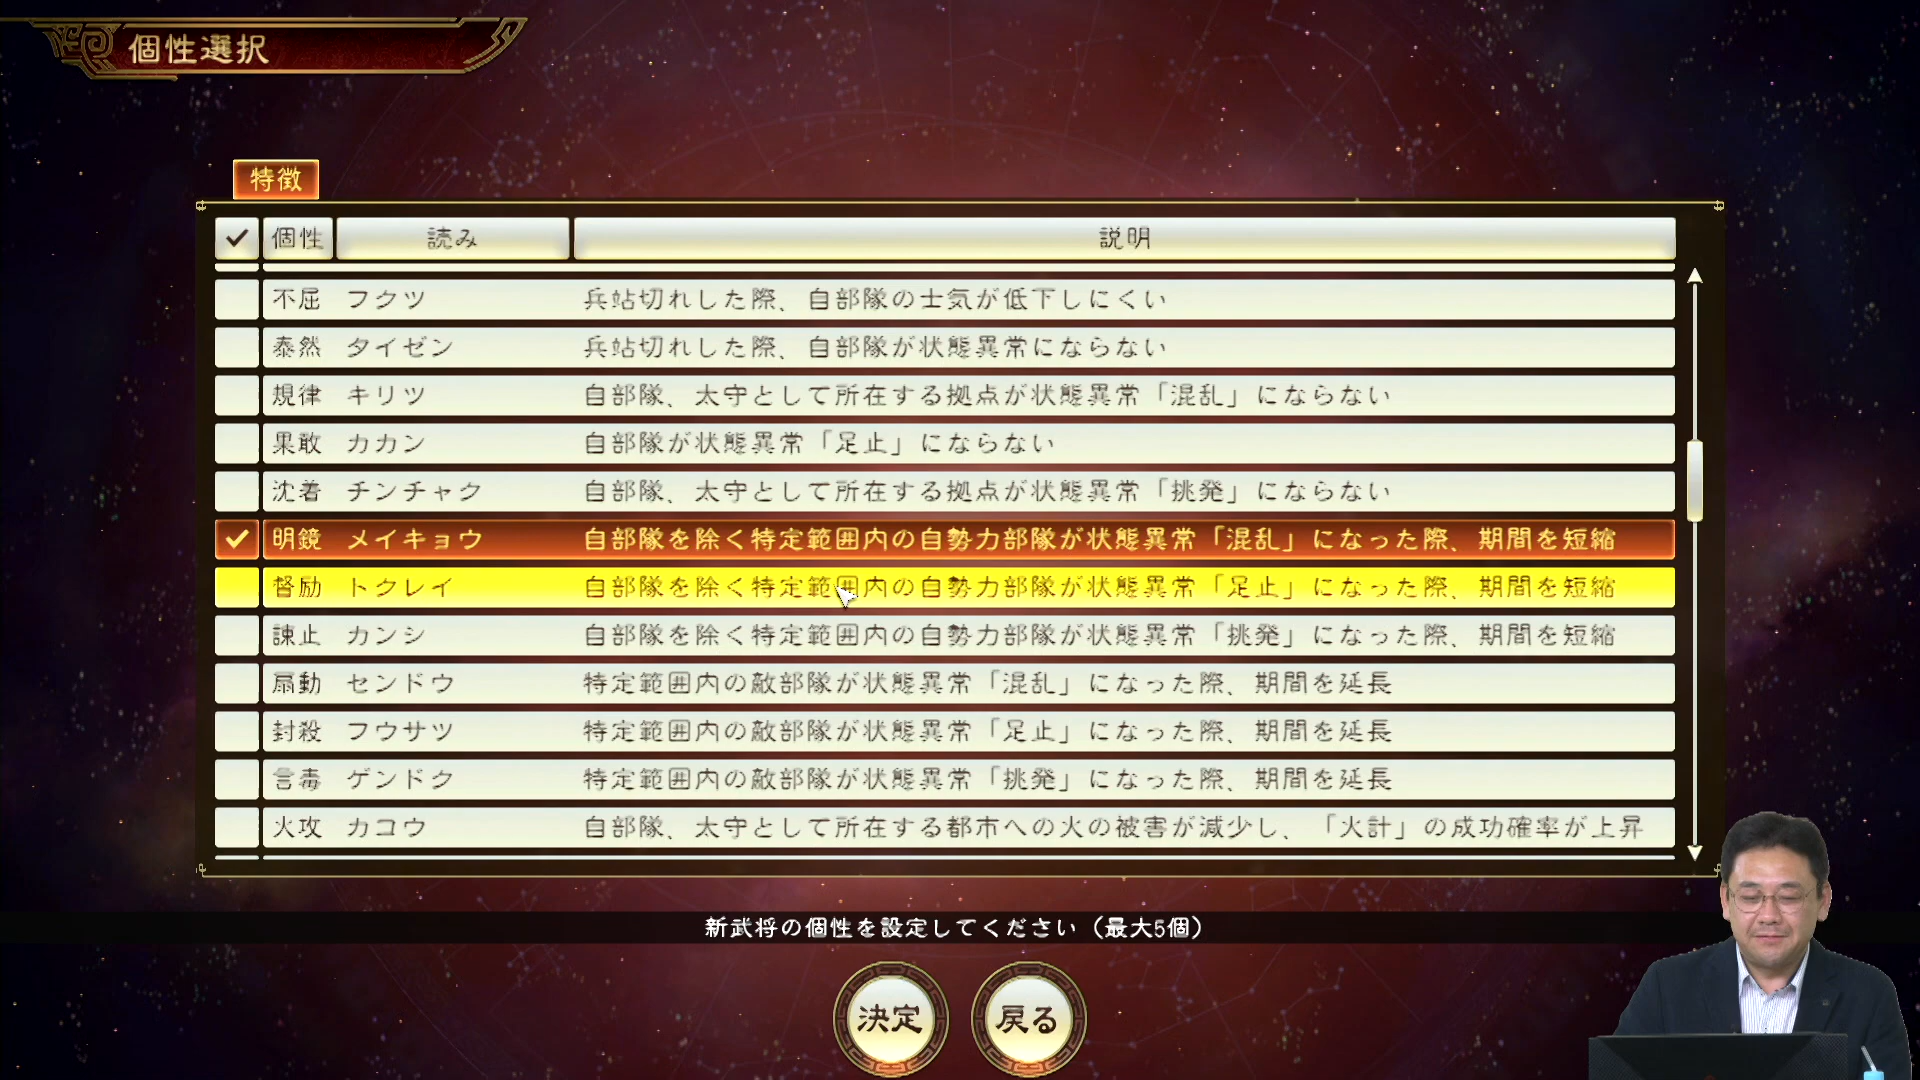 個性選択
特徴
個性 読み 説明
不屈 フクツ 兵站切れした際、自部隊の士気が低下しにくい
泰然 タイゼン 兵站切れした際、自部隊が状態異常にならない
規律 キリツ 自部隊、太守として所在する拠点が状態異常「混乱」にならない
果敢 カカン 自部隊が状態異常「足止」にならない
沈着 チンチャク 自部隊、太守として所在する拠点が状態異常「挑発」にならない
明鏡 メイキョウ 自部隊を除く特定範囲内の自勢力部隊が状態異常「混乱」になった際、期間を短縮
督励 トクレイ 自部隊を除く特定範囲内の自勢力部隊が状態異常「足止」になった際、期間を短縮
諌止 カンシ 自部隊を除く特定範囲内の自勢力部隊が状態異常「挑発」になった際、期間を短縮
扇動 センドウ 特定範囲内の敵部隊が状態異常「混乱」になった際、期間を延長
封殺 フウサツ 特定範囲内の敵部隊が状態異常「足止」になった際、期間を延長
言毒 ゲンドク 特定範囲内の敵部隊が状態異常「挑発」になった際、期間を延長
火攻 カコウ 自部隊、太守として所在する都市への火の被害が減少し、「火計」の成功確率が上昇
新武将の個性を設定してください（最大5個）
決定 戻る